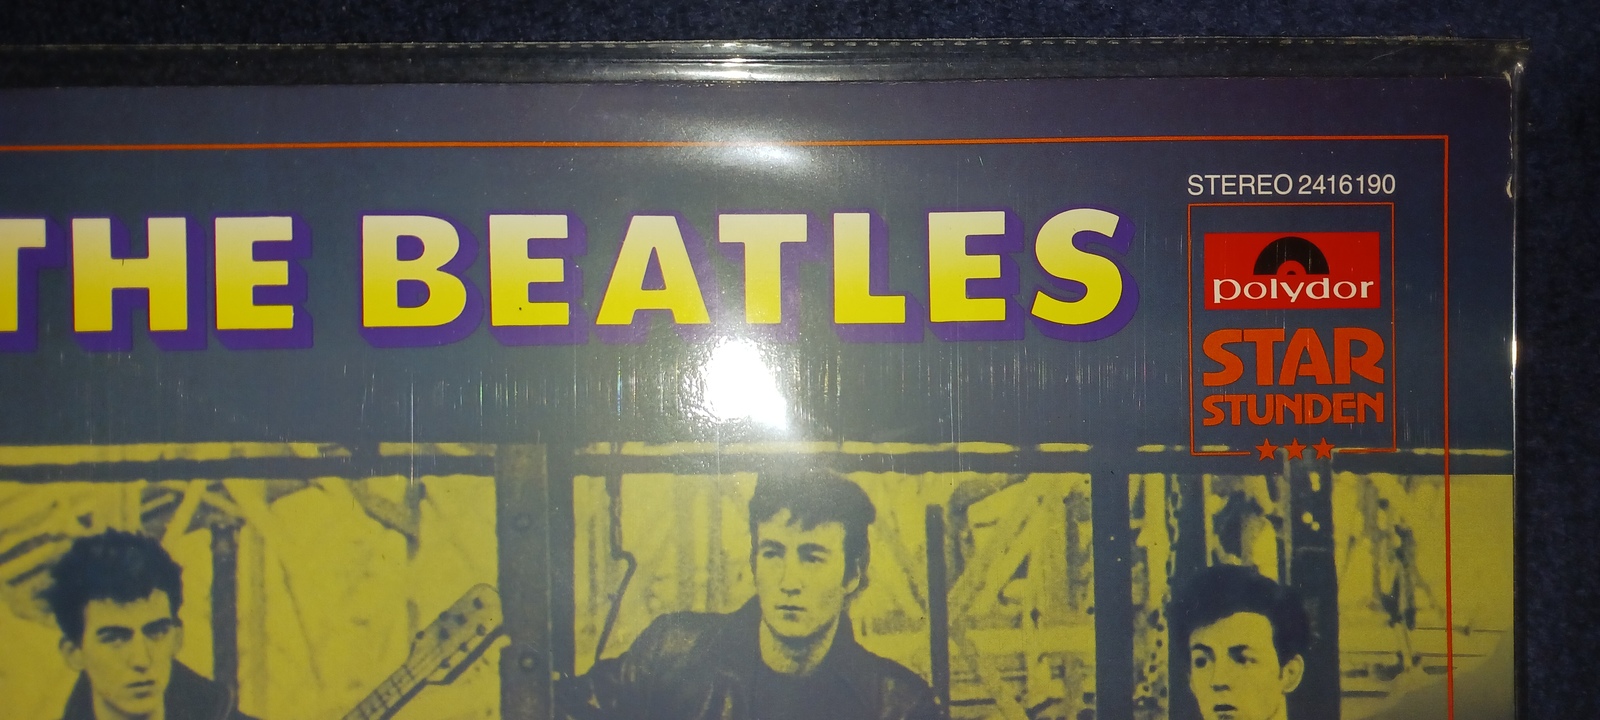 STEREO 2416190
THE BEATLES
polydor
STAR
STUNDEN